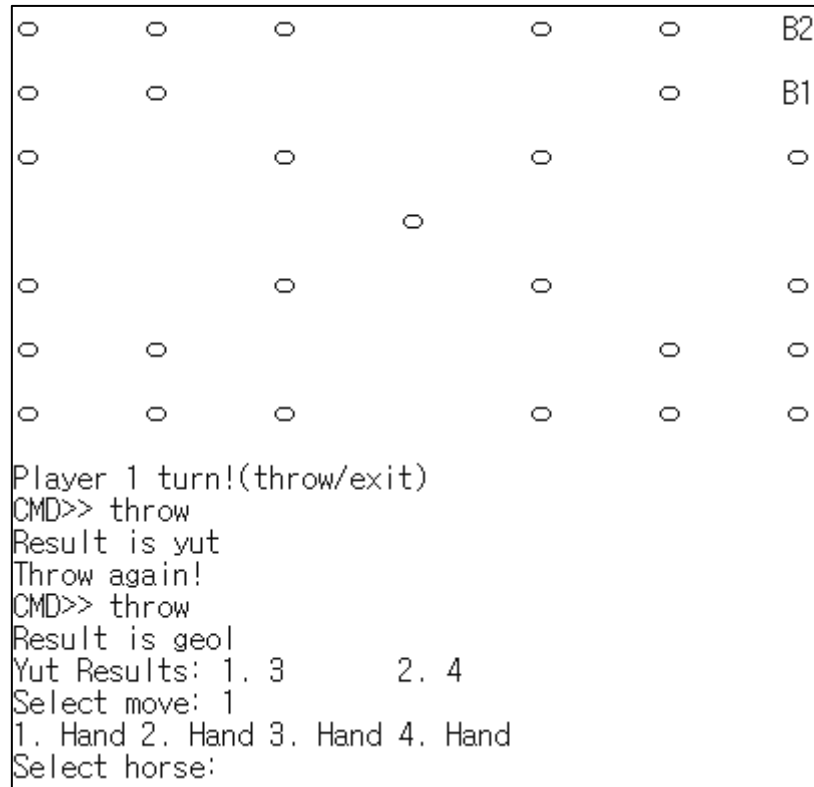 ○ ○ ○ ○ ○ B2
○ ○ ○ B1
○ ○ ○ ○
○
○ ○ ○ ○
○ ○ ○ ○
○ ○ ○ ○ ○ ○
Player 1 turn!(throw/exit)
CMD>> throw
Result is yut
Throw again!
CMD>> throw
Result is geol
Yut Results: 1. 3 2. 4
Select move: 1
1. Hand 2. Hand 3. Hand 4. Hand
Select horse: